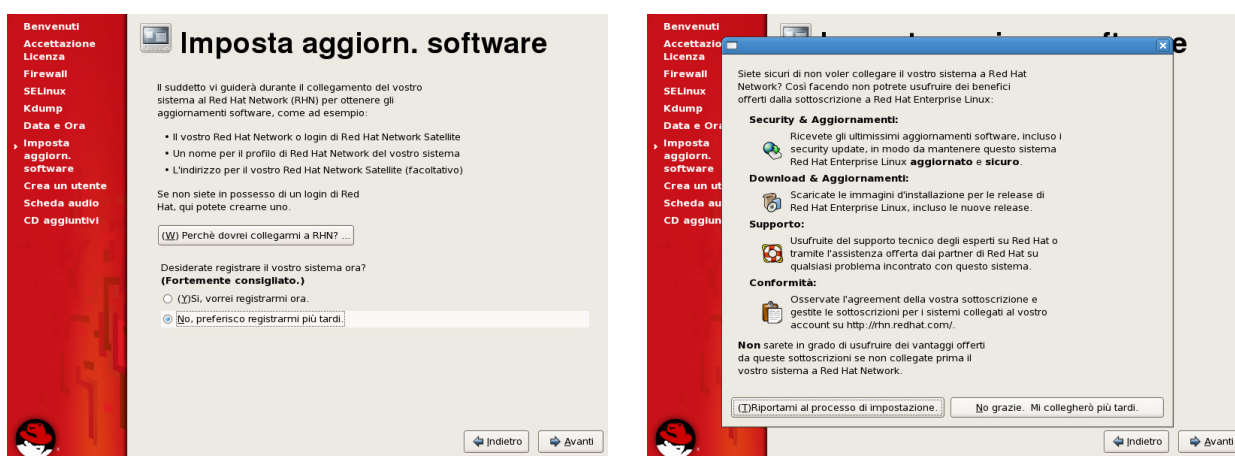 Benvenuti
Accettazione
Licenza
Firewall
SELinux
Kdump
Data e Ora
Imposta
aggiorn.
software
Crea un utente
Scheda audio
CD aggiuntivi
Imposta aggiorn. software
Il suddetto vi guiderà durante il collegamento del vostro
sistema al Red Hat Network (RHN) per ottenere gli
aggiornamenti software, come ad esempio:
• Il vostro Red Hat Network o login di Red Hat Network Satellite
• Un nome per il profilo di Red Hat Network del vostro sistema
• L'indirizzo per il vostro Red Hat Network Satellite (facoltativo)
Se non siete in possesso di un login di Red
Hat, qui potete crearne uno.
(W) Perchè dovrei collegarmi a RHN? ...
Desiderate registrare il vostro sistema ora?
(Fortemente consigliato.)
(Y)Si, vorrei registrarmi ora.
No, preferisco registrarmi più tardi.
Indietro
Avanti
Benvenuti
Accettazio
Licenza
Firewall
SELinux
Kdump
Data e Ora
Imposta
aggiorn.
software
Crea un ut
Scheda au
CD aggiun
Siete sicuri di non voler collegare il vostro sistema a Red Hat
Network? Così facendo non potrete usufruire dei benefici
offerti dalla sottoscrizione a Red Hat Enterprise Linux:
Security & Aggiornamenti:
Ricevete gli ultimissimi aggiornamenti software, incluso i
security update, in modo da mantenere questo sistema
Red Hat Enterprise Linux aggiornato e sicuro.
Download & Aggiornamenti:
Scaricate le immagini d'installazione per le release di
Red Hat Enterprise Linux, incluso le nuove release.
Supporto:
Usufruite del supporto tecnico degli esperti su Red Hat o
tramite l'assistenza offerta dai partner di Red Hat su
qualsiasi problema incontrato con questo sistema.
Conformità:
Osservate l'agreement della vostra sottoscrizione e
gestite le sottoscrizioni per i sistemi collegati al vostro
account su http://rhn.redhat.com/.
Non sarete in grado di usufruire dei vantaggi offerti
da queste sottoscrizioni se non collegate prima il
vostro sistema a Red Hat Network.
(T)Riportami al processo di impostazione.
No grazie. Mi collegherò più tardi.
Indietro
Avanti